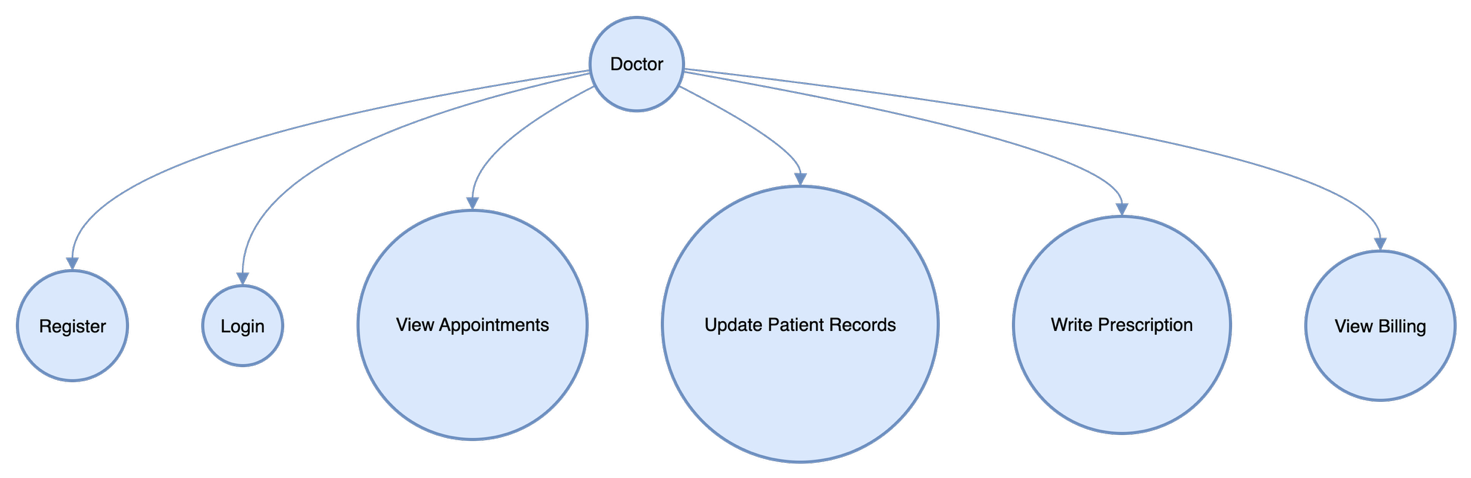 Doctor
Register
Login
View Appointments
Update Patient Records
Write Prescription
View Billing